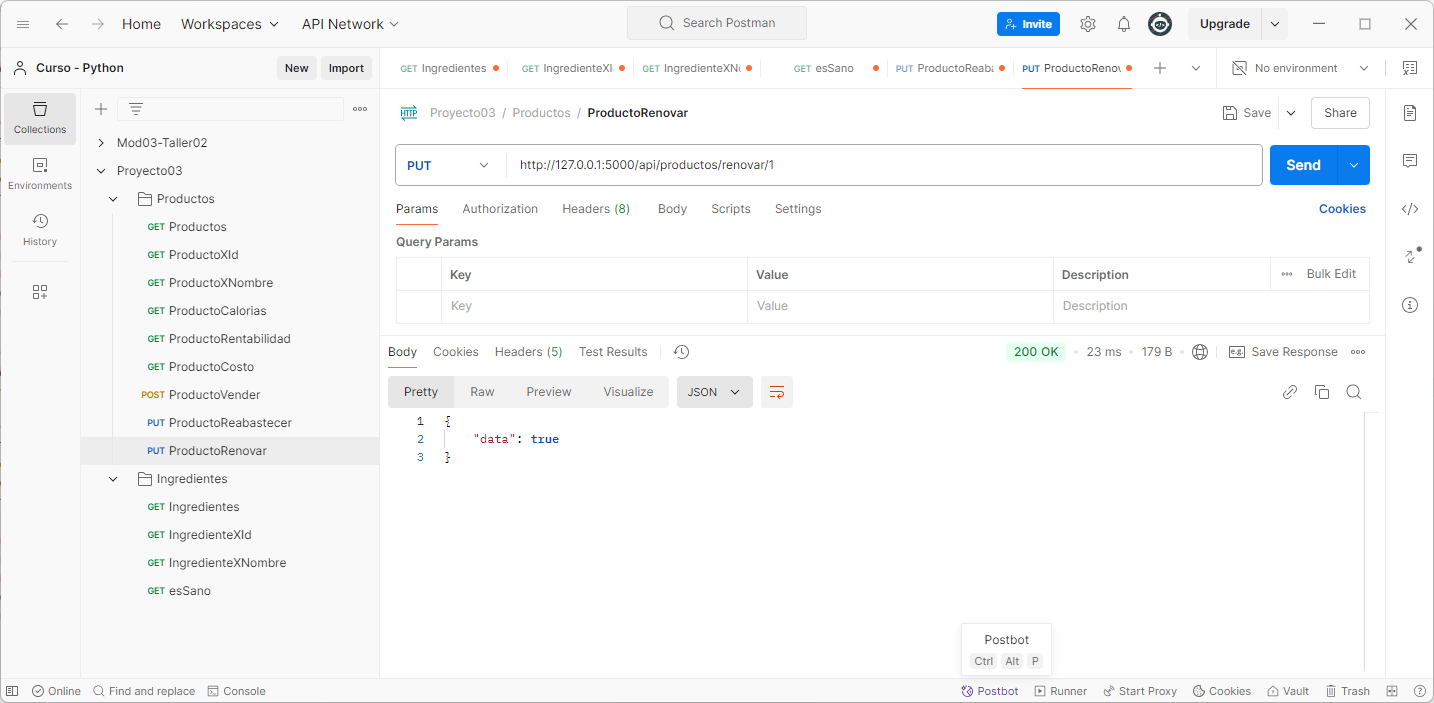 Home Workspaces API Network Search Postman Invite Upgrade
Curso - Python New Import
GET Ingredientes GET IngredienteXI GET IngredienteXN GET esSano PUT ProductoReaba PUT ProductoRenov No environment
Collections
Environments
History
Mod03-Taller02
Proyecto03
Productos
GET Productos
GET ProductoXId
GET ProductoXNombre
GET ProductoCalorias
GET ProductoRentabilidad
GET ProductoCosto
POST ProductoVender
PUT ProductoReabastecer
PUT ProductoRenovar
Ingredientes
GET Ingredientes
GET IngredienteXId
GET IngredienteXNombre
GET esSano
HTTP Proyecto03 / Productos / ProductoRenovar Save Share
PUT http://127.0.0.1:5000/api/productos/renovar/1 Send
Params Authorization Headers (8) Body Scripts Settings Cookies
Query Params
Key Value Description Bulk Edit
Key Value Description
Body Cookies Headers (5) Test Results 200 OK 23 ms 179 B e.g. Save Response
Pretty Raw Preview Visualize JSON
1 {
2 "data": true
3 }
Postbot
Ctrl Alt P
Online Find and replace Console Postbot Runner Start Proxy Cookies Vault Trash